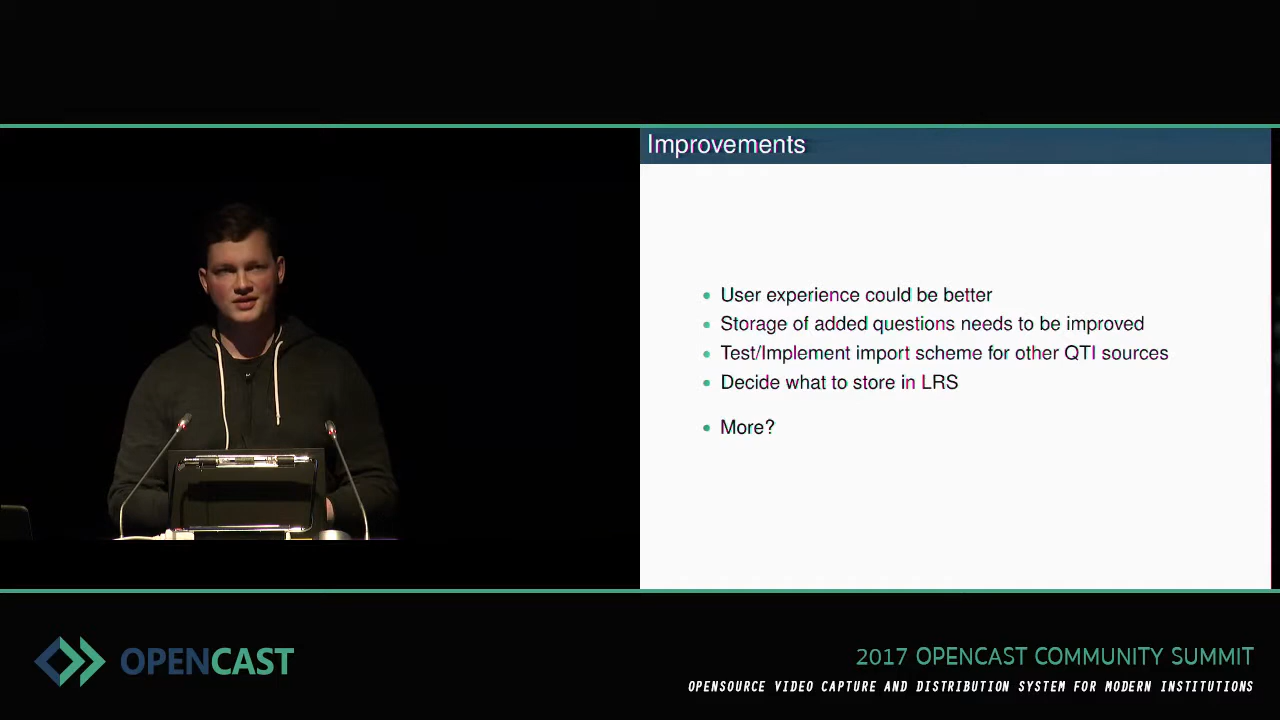 Improvements
User experience could be better
Storage of added questions needs to be improved
Test/Implement import scheme for other QTI sources
Decide what to store in LRS
More?
OPENCAST
2017 OPENCAST COMMUNITY SUMMIT
OPENSOURCE VIDEO CAPTURE AND DISTRIBUTION SYSTEM FOR MODERN INSTITUTIONS